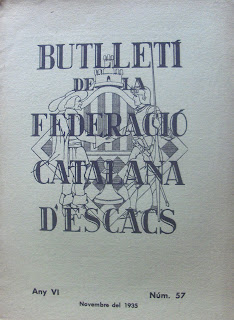 BUTLLETÍ
DE LA
FEDERACIÓ
CATALANA
D'ESCACS
Any VI Núm. 57
Novembre del 1935